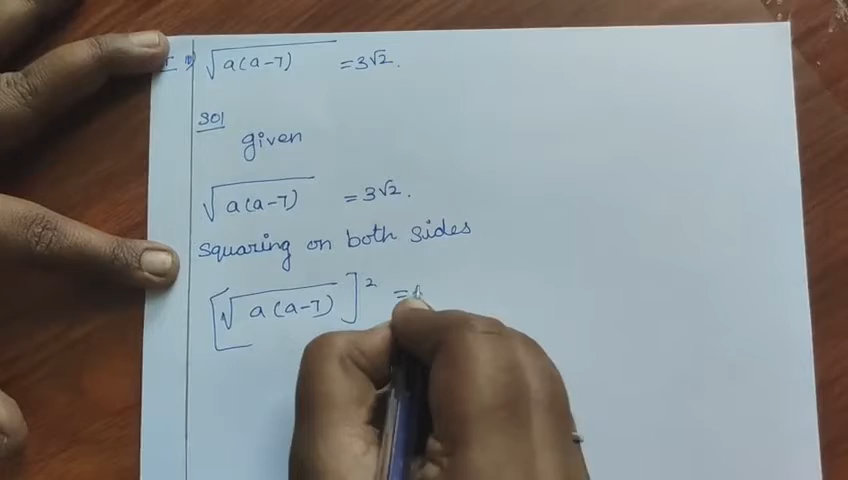 √a(a-7) = 3√2.
sol
given
√a(a-7) = 3√2.
squaring on both sides
[√a(a-7)]² =